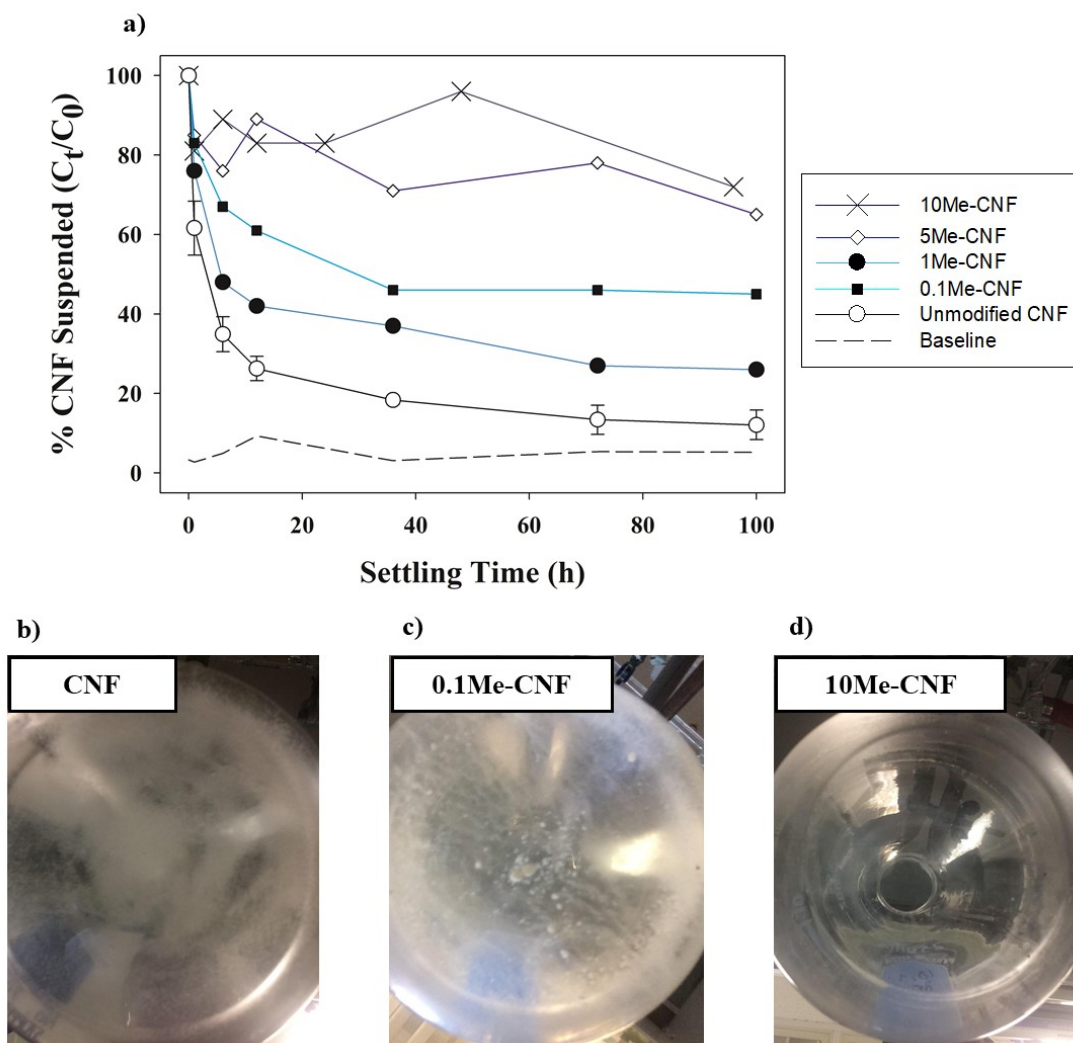 a)
100
80
60
40
20
0
% CNF Suspended (Ct/C0)
0 20 40 60 80 100
Settling Time (h)
10Me-CNF
5Me-CNF
1Me-CNF
0.1Me-CNF
Unmodified CNF
Baseline
b)
c)
d)
CNF
0.1Me-CNF
10Me-CNF